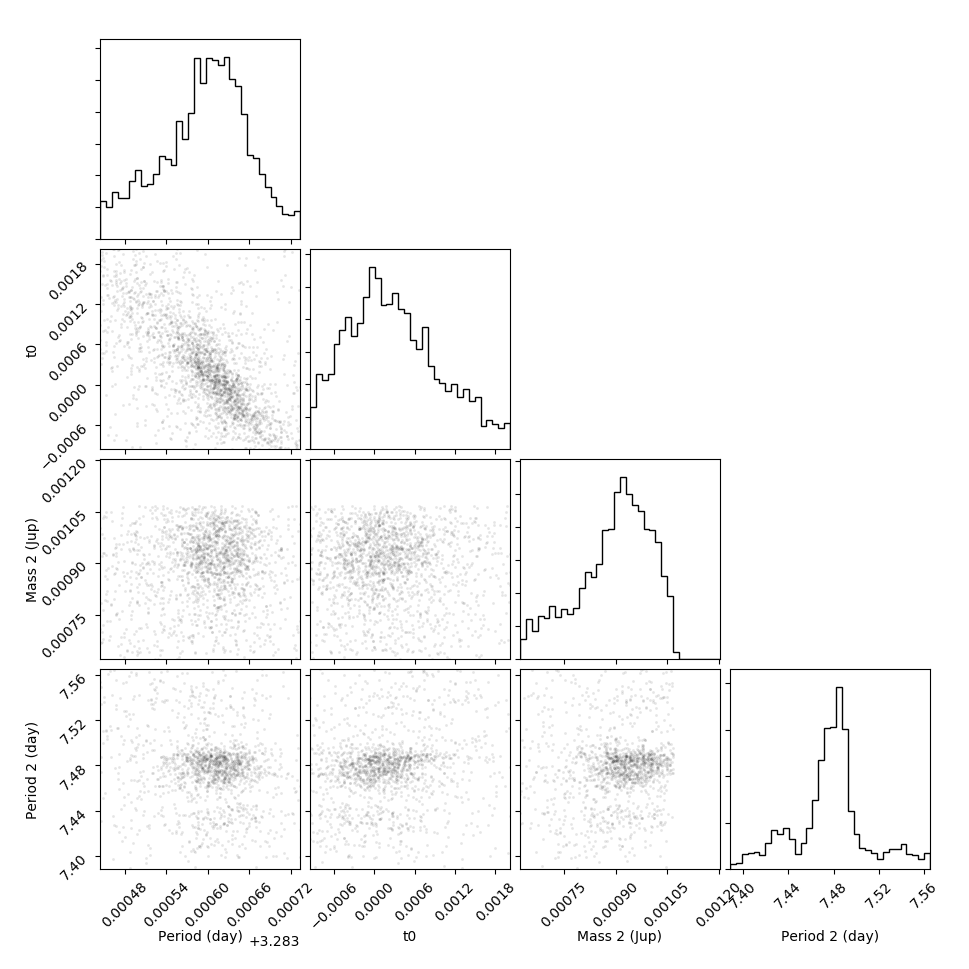 0.0018
0.0012
0.0006
0.0000
−0.0006
t0
0.00120
0.00105
0.00090
0.00075
Mass 2 (Jup)
7.56
7.52
7.48
7.44
7.40
Period 2 (day)
0.00048 0.00054 0.00060 0.00066 0.00072
Period (day) +3.283
−0.0006 0.0000 0.0006 0.0012 0.0018
t0
0.00075 0.00090 0.00105 0.00120
Mass 2 (Jup)
7.40 7.44 7.48 7.52 7.56
Period 2 (day)